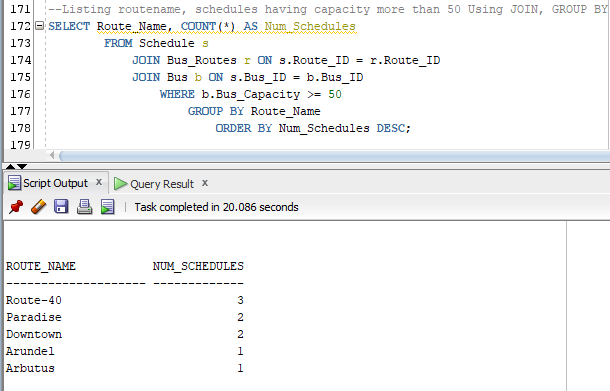 171 --Listing routename, schedules having capacity more than 50 Using JOIN, GROUP BY
172 SELECT Route_Name, COUNT(*) AS Num_Schedules
173 FROM Schedule s
174 JOIN Bus_Routes r ON s.Route_ID = r.Route_ID
175 JOIN Bus b ON s.Bus_ID = b.Bus_ID
176 WHERE b.Bus_Capacity >= 50
177 GROUP BY Route_Name
178 ORDER BY Num_Schedules DESC;
179
Script Output x Query Result x
Task completed in 20.086 seconds
ROUTE_NAME NUM_SCHEDULES
-------------------- -------------
Route-40 3
Paradise 2
Downtown 2
Arundel 1
Arbutus 1